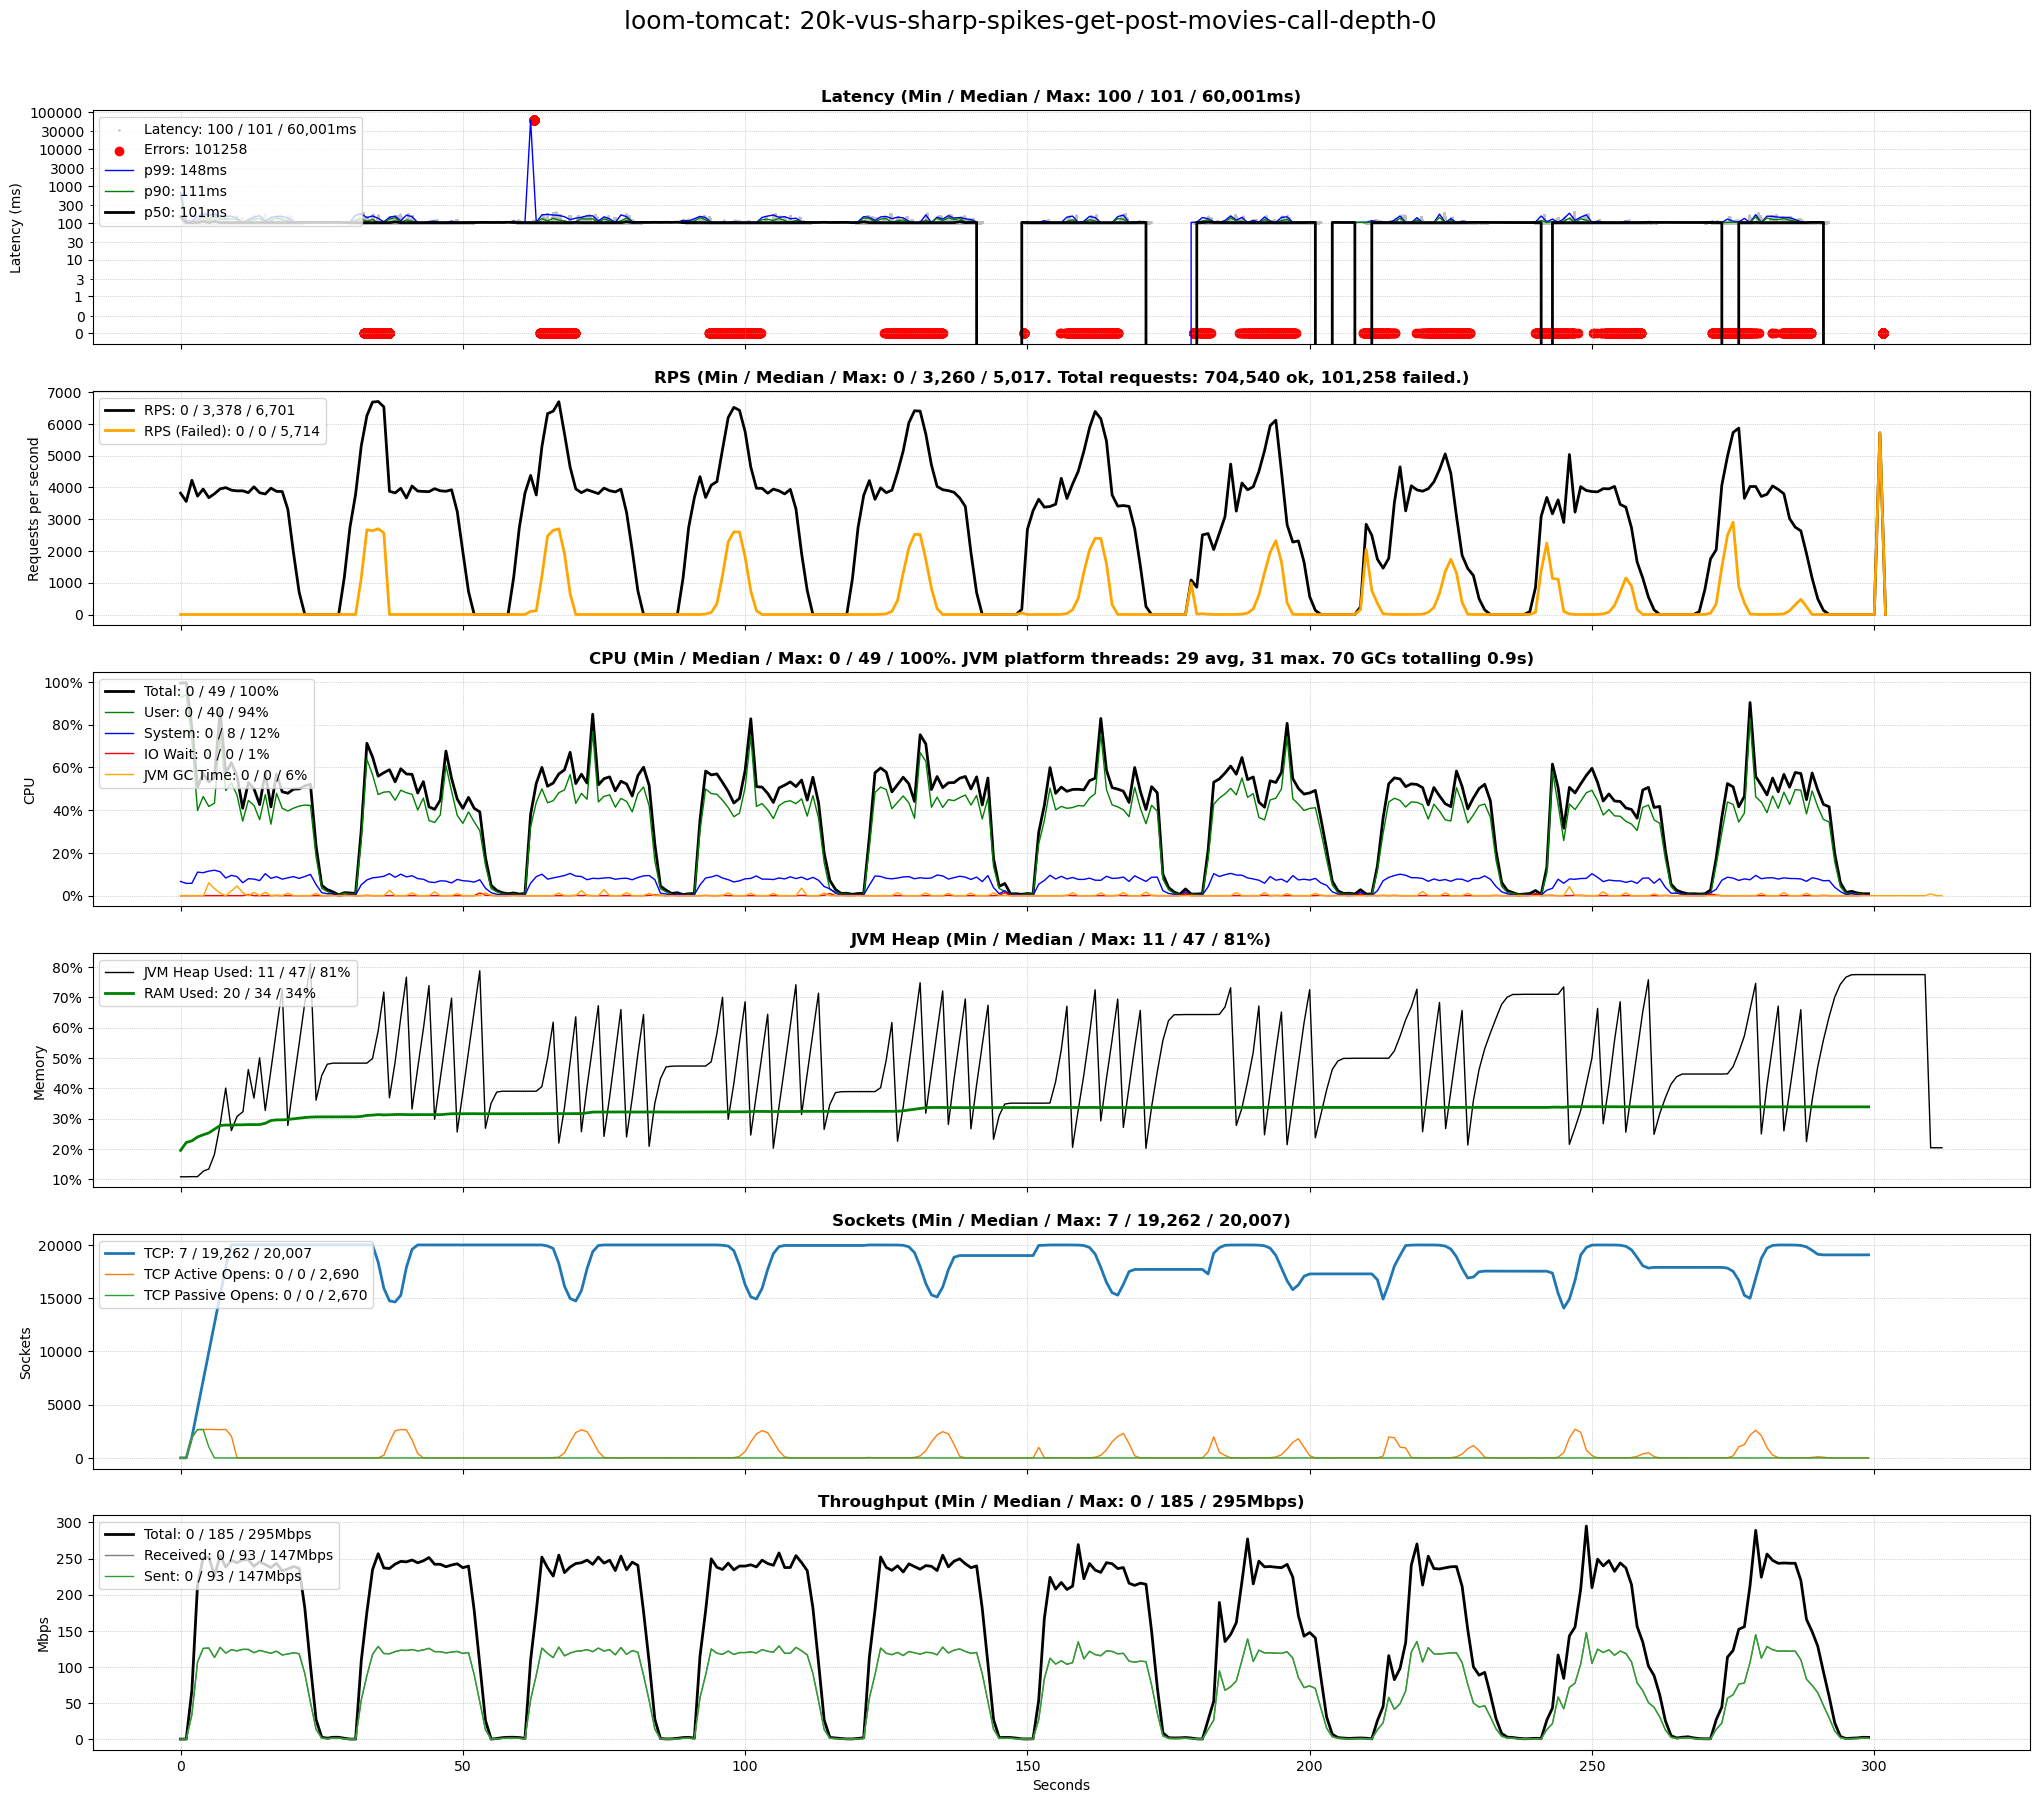 loom-tomcat: 20k-vus-sharp-spikes-get-post-movies-call-depth-0
Latency (Min / Median / Max: 100 / 101 / 60,001ms)
Latency (ms)
100000
30000
10000
3000
1000
300
100
30
10
3
1
0
0
Latency: 100 / 101 / 60,001ms
Errors: 101258
p99: 148ms
p90: 111ms
p50: 101ms
RPS (Min / Median / Max: 0 / 3,260 / 5,017. Total requests: 704,540 ok, 101,258 failed.)
Requests per second
7000
6000
5000
4000
3000
2000
1000
0
RPS: 0 / 3,378 / 6,701
RPS (Failed): 0 / 0 / 5,714
CPU (Min / Median / Max: 0 / 49 / 100%. JVM platform threads: 29 avg, 31 max. 70 GCs totalling 0.9s)
CPU
100%
80%
60%
40%
20%
0%
Total: 0 / 49 / 100%
User: 0 / 40 / 94%
System: 0 / 8 / 12%
IO Wait: 0 / 0 / 1%
JVM GC Time: 0 / 0 / 6%
JVM Heap (Min / Median / Max: 11 / 47 / 81%)
Memory
80%
70%
60%
50%
40%
30%
20%
10%
JVM Heap Used: 11 / 47 / 81%
RAM Used: 20 / 34 / 34%
Sockets (Min / Median / Max: 7 / 19,262 / 20,007)
Sockets
20000
15000
10000
5000
0
TCP: 7 / 19,262 / 20,007
TCP Active Opens: 0 / 0 / 2,690
TCP Passive Opens: 0 / 0 / 2,670
Throughput (Min / Median / Max: 0 / 185 / 295Mbps)
Mbps
300
250
200
150
100
50
0
Total: 0 / 185 / 295Mbps
Received: 0 / 93 / 147Mbps
Sent: 0 / 93 / 147Mbps
0 50 100 150 200 250 300
Seconds